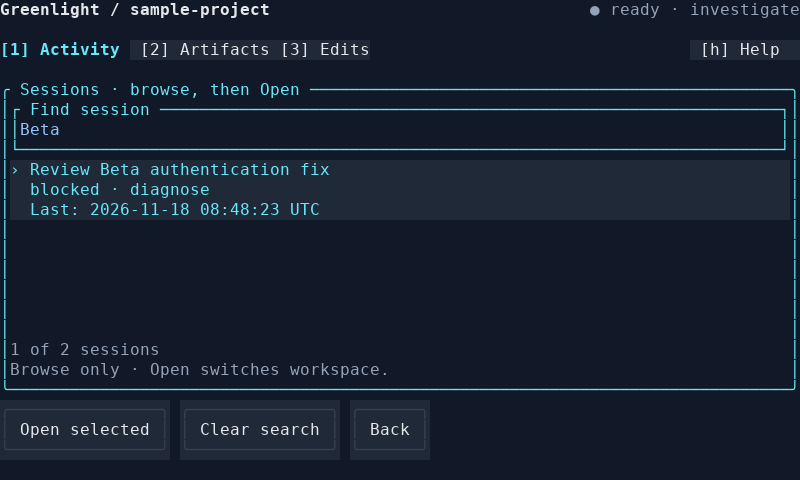 Greenlight / sample-project ● ready · investigate
[1] Activity [2] Artifacts [3] Edits [h] Help
Sessions · browse, then Open
Find session
Beta
› Review Beta authentication fix
blocked · diagnose
Last: 2026-11-18 08:48:23 UTC
1 of 2 sessions
Browse only · Open switches workspace.
Open selected Clear search Back